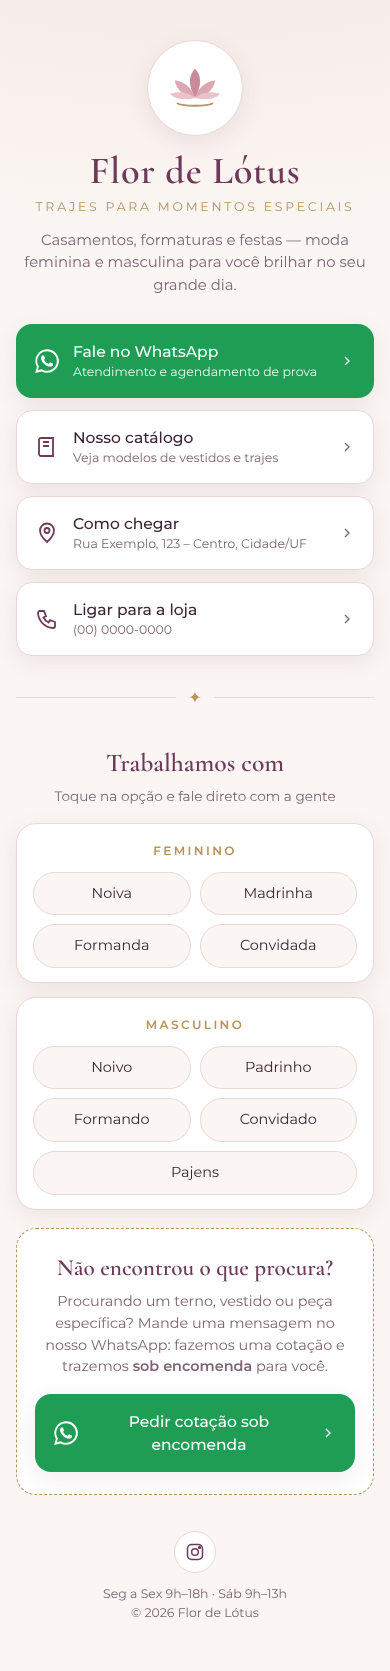 Flor de Lótus
TRAJES PARA MOMENTOS ESPECIAIS
Casamentos, formaturas e festas — moda
feminina e masculina para você brilhar no seu
grande dia.
Fale no WhatsApp
Atendimento e agendamento de prova
Nosso catálogo
Veja modelos de vestidos e trajes
Como chegar
Rua Exemplo, 123 – Centro, Cidade/UF
Ligar para a loja
(00) 0000-0000
Trabalhamos com
Toque na opção e fale direto com a gente
FEMININO
Noiva
Madrinha
Formanda
Convidada
MASCULINO
Noivo
Padrinho
Formando
Convidado
Pajens
Não encontrou o que procura?
Procurando um terno, vestido ou peça
específica? Mande uma mensagem no
nosso WhatsApp: fazemos uma cotação e
trazemos sob encomenda para você.
Pedir cotação sob
encomenda
Seg a Sex 9h–18h · Sáb 9h–13h
© 2026 Flor de Lótus